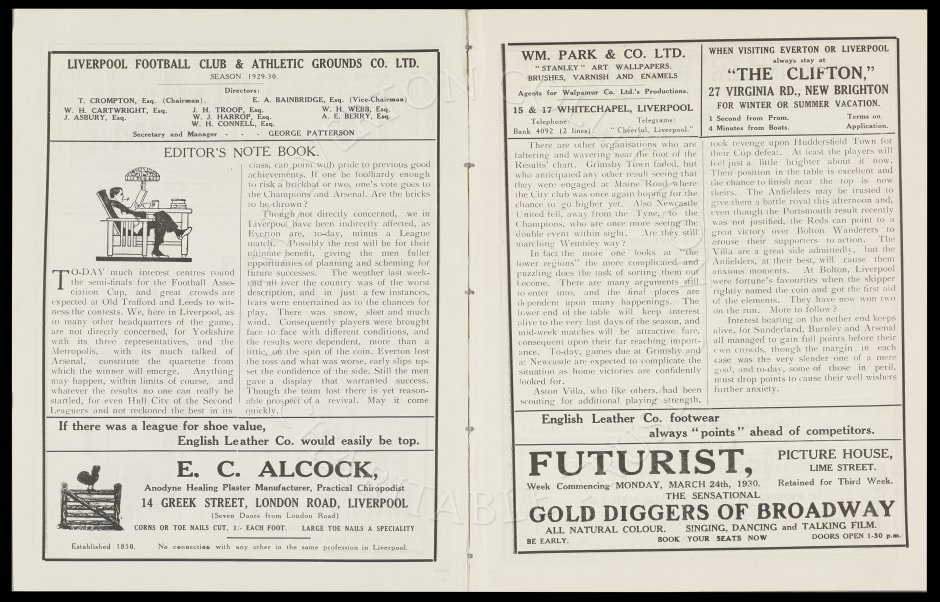 LIVERPOOL FOOTBALL CLUB & ATHLETIC GROUNDS CO. LTD.
SEASON 1929-30.
Directors:
T. CROMPTON, Esq. (Chairman). E. A. BAINBRIDGE, Esq. (Vice-Chairman)
W. H. CARTWRIGHT, Esq. J. H. TROOP, Esq. W. H. WEBB, Esq.
J. ASBURY, Esq. W. J. HARROP, Esq. A. E. BERRY, Esq.
W. H. CONNELL, Esq.
Secretary and Manager - - - GEORGE PATTERSON
EDITOR'S NOTE BOOK.
TO-DAY much interest centres round
the semi-finals for the Football Asso-
ciation Cup, and great crowds are
expected at Old Trafford and Leeds to wit-
ness the contests. We, here in Liverpool, as
in many other headquarters of the game,
are not directly concerned, for Yorkshire
with its three representatives, and the
Metropolis, with its much talked of
Arsenal, constitute the quartette from
which the winner will emerge. Anything
may happen, within limits of course, and
whatever the results no one can really be
startled, for even Hull City of the Second
Leaguers and not reckoned the best in its
class, can point with pride to previous good
achievements. If one be foolhardy enough
to risk a brickbat or two, one's vote goes to
the Champions and Arsenal. Are the bricks
to be thrown?
Though not directly concerned, we in
Liverpool have been indirectly affected, as
Everton are, to-day, minus a League
match. Possibly the rest will be for their
ultimate benefit, giving the men fuller
opportunities of planning and scheming for
future successes. The weather last week-
end all over the country was of the worst
description, and in just a few instances,
fears were entertained as to the chances for
play. There was snow, sleet and much
wind. Consequently players were brought
face to face with different conditions, and
the results were dependent, more than a
little, on the spin of the coin. Everton lost
the toss and what was worse, early slips up-
set the confidence of the side. Still the men
gave a display that warranted success.
Though the team lost there is yet reason-
able prospect of a revival. May it come
quickly.
If there was a league for shoe value,
English Leather Co. would easily be top.
E. C. ALCOCK,
Anodyne Healing Plaster Manufacturer, Practical Chiropodist
14 GREEK STREET, LONDON ROAD, LIVERPOOL
(Seven Doors from London Road)
CORNS OR TOE NAILS CUT, 1/- EACH FOOT. LARGE TOE NAILS A SPECIALITY
Established 1850. No connection with any other in the same profession in Liverpool.
WM. PARK & CO. LTD.
"STANLEY" ART WALLPAPERS.
BRUSHES, VARNISH AND ENAMELS
Agents for Walpamur Co. Ltd.'s Productions.
15 & 17 WHITECHAPEL, LIVERPOOL
Telephone: Telegrams:
Bank 4092 (2 lines): "Cheerful, Liverpool."
WHEN VISITING EVERTON OR LIVERPOOL
always stay at
"THE CLIFTON,"
27 VIRGINIA RD., NEW BRIGHTON
FOR WINTER OR SUMMER VACATION.
1 Second from Prom. Terms on
4 Minutes from Boats. Application.
There are other organisations who are
faltering and wavering near the foot of the
Results' chart. Grimsby Town failed, but
who anticipated any other result seeing that
they were engaged at Maine Road where
the City club was once again hoping for the
chance to go higher yet. Also Newcastle
United fell, away from the Tyne, to the
Champions, who are once more seeing the
double event within sight. Are they still
marching Wembley way?
In fact the more one looks at "the
lower regions" the more complicated and
puzzling does the task of sorting them out
become. There are many arguments still
to enter into, and the final places are
dependent upon many happenings. The
lower end of the table will keep interest
alive to the very last days of the season, and
mid-week matches will be attractive fare,
consequent upon their far reaching import-
ance. To-day, games due at Grimsby and
at Newcastle are expected to complicate the
situation as home victories are confidently
looked for.
Aston Villa, who like others, had been
scouting for additional playing strength,
took revenge upon Huddersfield Town for
their Cup defeat. At least the players will
feel just a little brighter about it now.
Their position in the table is excellent and
the chance to finish near the top is now
theirs. The Anfielders may be trusted to
give them a battle royal this afternoon and,
even though the Portsmouth result recently
was not justified, the Reds can point to a
great victory over Bolton Wanderers to
arouse their supporters to action. The
Villa are a great side admittedly, but the
Anfielders, at their best, will cause them
anxious moments. At Bolton, Liverpool
were fortune's favourites when the skipper
rightly named the coin and got the first aid
of the elements. They have now won two
on the run. More to follow?
Interest bearing on the nether end keeps
alive, for Sunderland, Burnley and Arsenal
all managed to gain full points before their
own crowds, though the margin in each
case was the very slender one of a mere
goal, and to-day, some of those in peril,
must drop points to cause their well wishers
further anxiety.
English Leather Co. footwear
always "points" ahead of competitors.
FUTURIST, PICTURE HOUSE,
LIME STREET.
Week Commencing MONDAY, MARCH 24th, 1930. Retained for Third Week.
THE SENSATIONAL
GOLD DIGGERS OF BROADWAY
ALL NATURAL COLOUR. SINGING, DANCING and TALKING FILM.
BE EARLY. BOOK YOUR SEATS NOW DOORS OPEN 1-30 p.m.